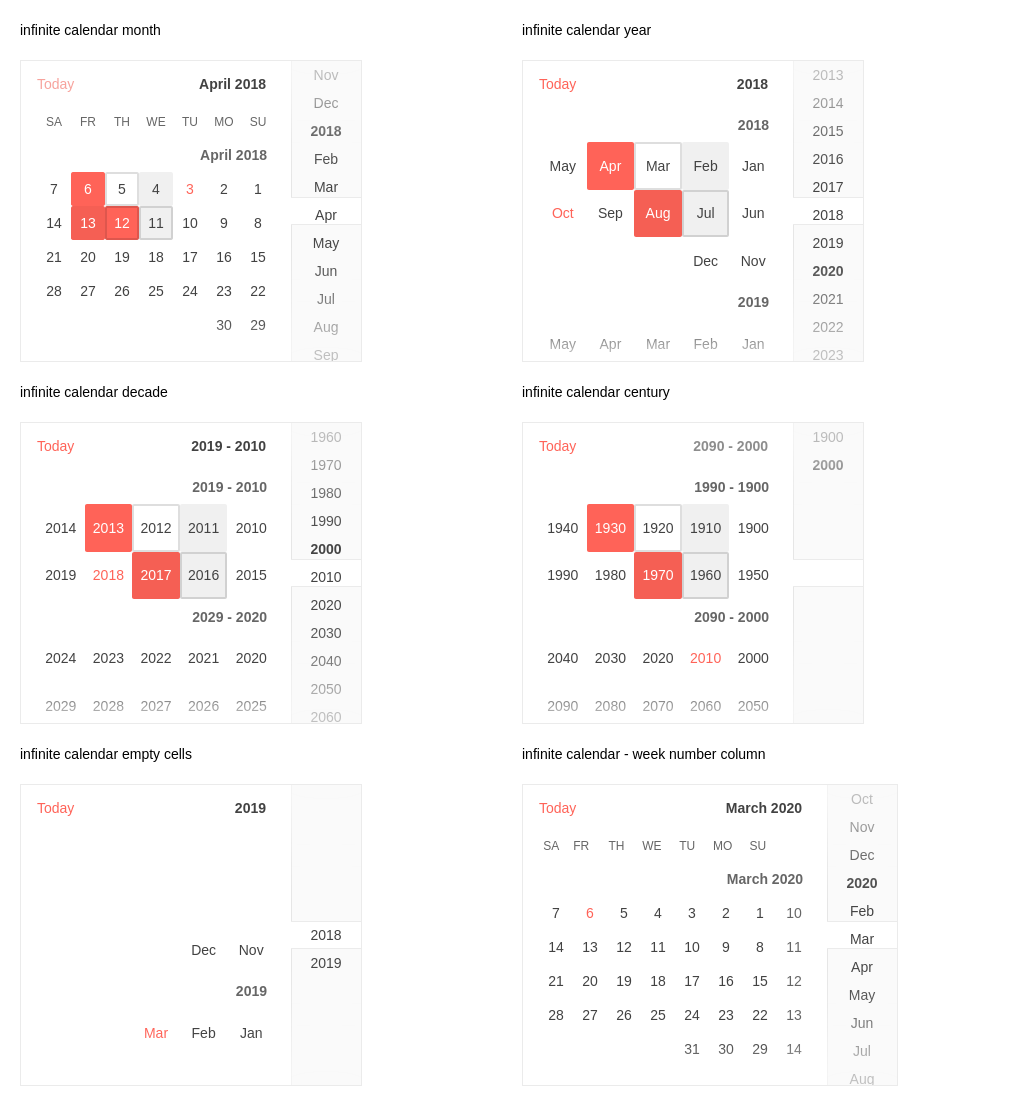 infinite calendar month
Today April 2018
SA FR TH WE TU MO SU
April 2018
7 6 5 4 3 2 1
14 13 12 11 10 9 8
21 20 19 18 17 16 15
28 27 26 25 24 23 22
30 29
Nov
Dec
2018
Feb
Mar
Apr
May
Jun
Jul
Aug
Sep
infinite calendar year
Today 2018
2018
May Apr Mar Feb Jan
Oct Sep Aug Jul Jun
Dec Nov
2019
May Apr Mar Feb Jan
2013
2014
2015
2016
2017
2018
2019
2020
2021
2022
2023
infinite calendar decade
Today 2019 - 2010
2019 - 2010
2014 2013 2012 2011 2010
2019 2018 2017 2016 2015
2029 - 2020
2024 2023 2022 2021 2020
2029 2028 2027 2026 2025
1960
1970
1980
1990
2000
2010
2020
2030
2040
2050
2060
infinite calendar century
Today 2090 - 2000
1990 - 1900
1940 1930 1920 1910 1900
1990 1980 1970 1960 1950
2090 - 2000
2040 2030 2020 2010 2000
2090 2080 2070 2060 2050
1900
2000
infinite calendar empty cells
Today 2019
Dec Nov
2019
Mar Feb Jan
2018
2019
infinite calendar - week number column
Today March 2020
SA FR TH WE TU MO SU
March 2020
7 6 5 4 3 2 1 10
14 13 12 11 10 9 8 11
21 20 19 18 17 16 15 12
28 27 26 25 24 23 22 13
31 30 29 14
Oct
Nov
Dec
2020
Feb
Mar
Apr
May
Jun
Jul
Aug